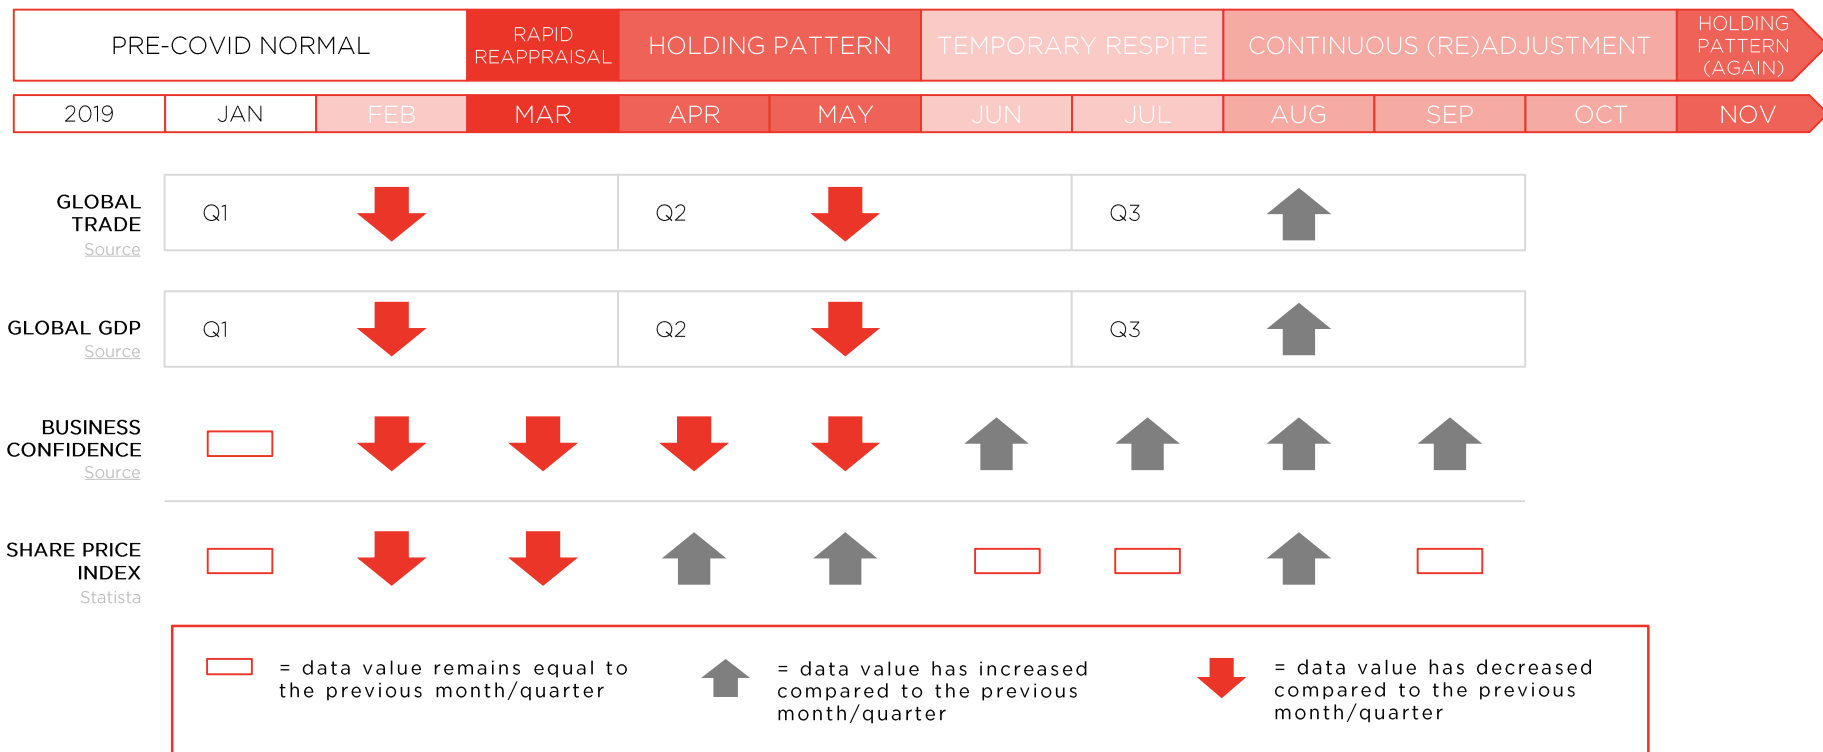 PRE-COVID NORMAL
RAPID
REAPPRAISAL
HOLDING PATTERN
TEMPORARY RESPITE
CONTINUOUS (RE)ADJUSTMENT
HOLDING
PATTERN
(AGAIN)
2019 JAN FEB MAR APR MAY JUN JUL AUG SEP OCT NOV
GLOBAL
TRADE
Source
Q1 Q2 Q3
GLOBAL GDP
Source
Q1 Q2 Q3
BUSINESS
CONFIDENCE
Source
SHARE PRICE
INDEX
Statista
= data value remains equal to
the previous month/quarter
= data value has increased
compared to the previous
month/quarter
= data value has decreased
compared to the previous
month/quarter